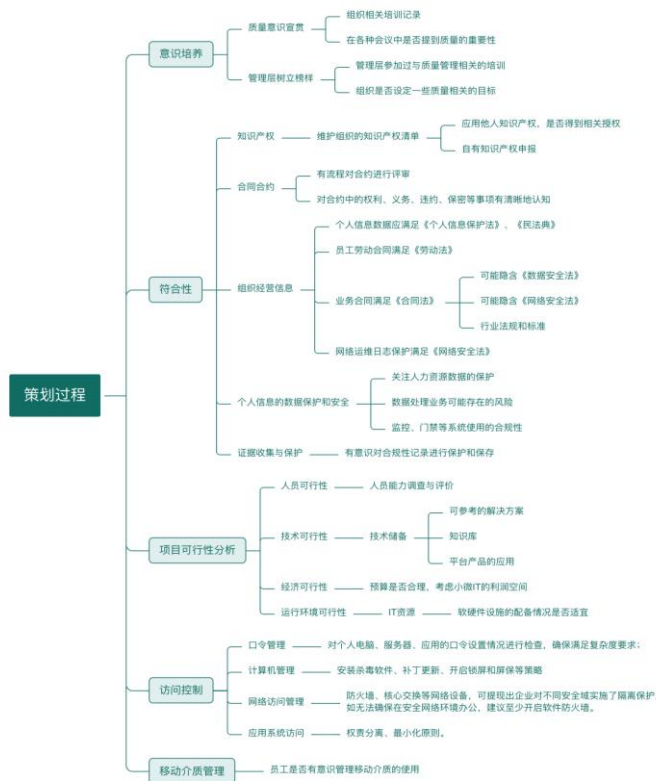 策划过程
意识培养
质量意识宣贯
组织相关培训记录
在各种会议中是否提到质量的重要性
管理层树立榜样
管理层参加过与质量管理相关的培训
组织是否设定一些质量相关的目标
符合性
知识产权
维护组织的知识产权清单
应用他人知识产权，是否得到相关授权
自有知识产权申报
合同合约
有流程对合约进行评审
对合约中的权利、义务、违约、保密等事项有清晰地认知
组织经营信息
个人信息数据应满足《个人信息保护法》、《民法典》
员工劳动合同满足《劳动法》
业务合同满足《合同法》
可能隐含《数据安全法》
可能隐含《网络安全法》
行业法规和标准
网络运维日志保护满足《网络安全法》
个人信息的数据保护和安全
关注人力资源数据的保护
数据处理业务可能存在的风险
监控、门禁等系统使用的合规性
证据收集与保护
有意识对合规性记录进行保护和保存
项目可行性分析
人员可行性
人员能力调查与评价
技术可行性
技术储备
可参考的解决方案
知识库
平台产品的应用
经济可行性
预算是否合理、考虑小微IT的利润空间
运行环境可行性
IT资源
软硬件设施的配备情况是否适宜
访问控制
口令管理
对个人电脑、服务器、应用的口令设置情况进行检查，确保满足复杂度要求；
计算机管理
安装杀毒软件、补丁更新、开启锁屏和屏保等策略
网络访问管理
防火墙、核心交换等网络设备，可提现出企业对不同安全域实施了隔离保护
如无法确保在安全网络环境办公，建议至少开启软件防火墙。
应用系统访问
权责分离、最小化原则。
移动介质管理
员工是否有意识管理移动介质的使用